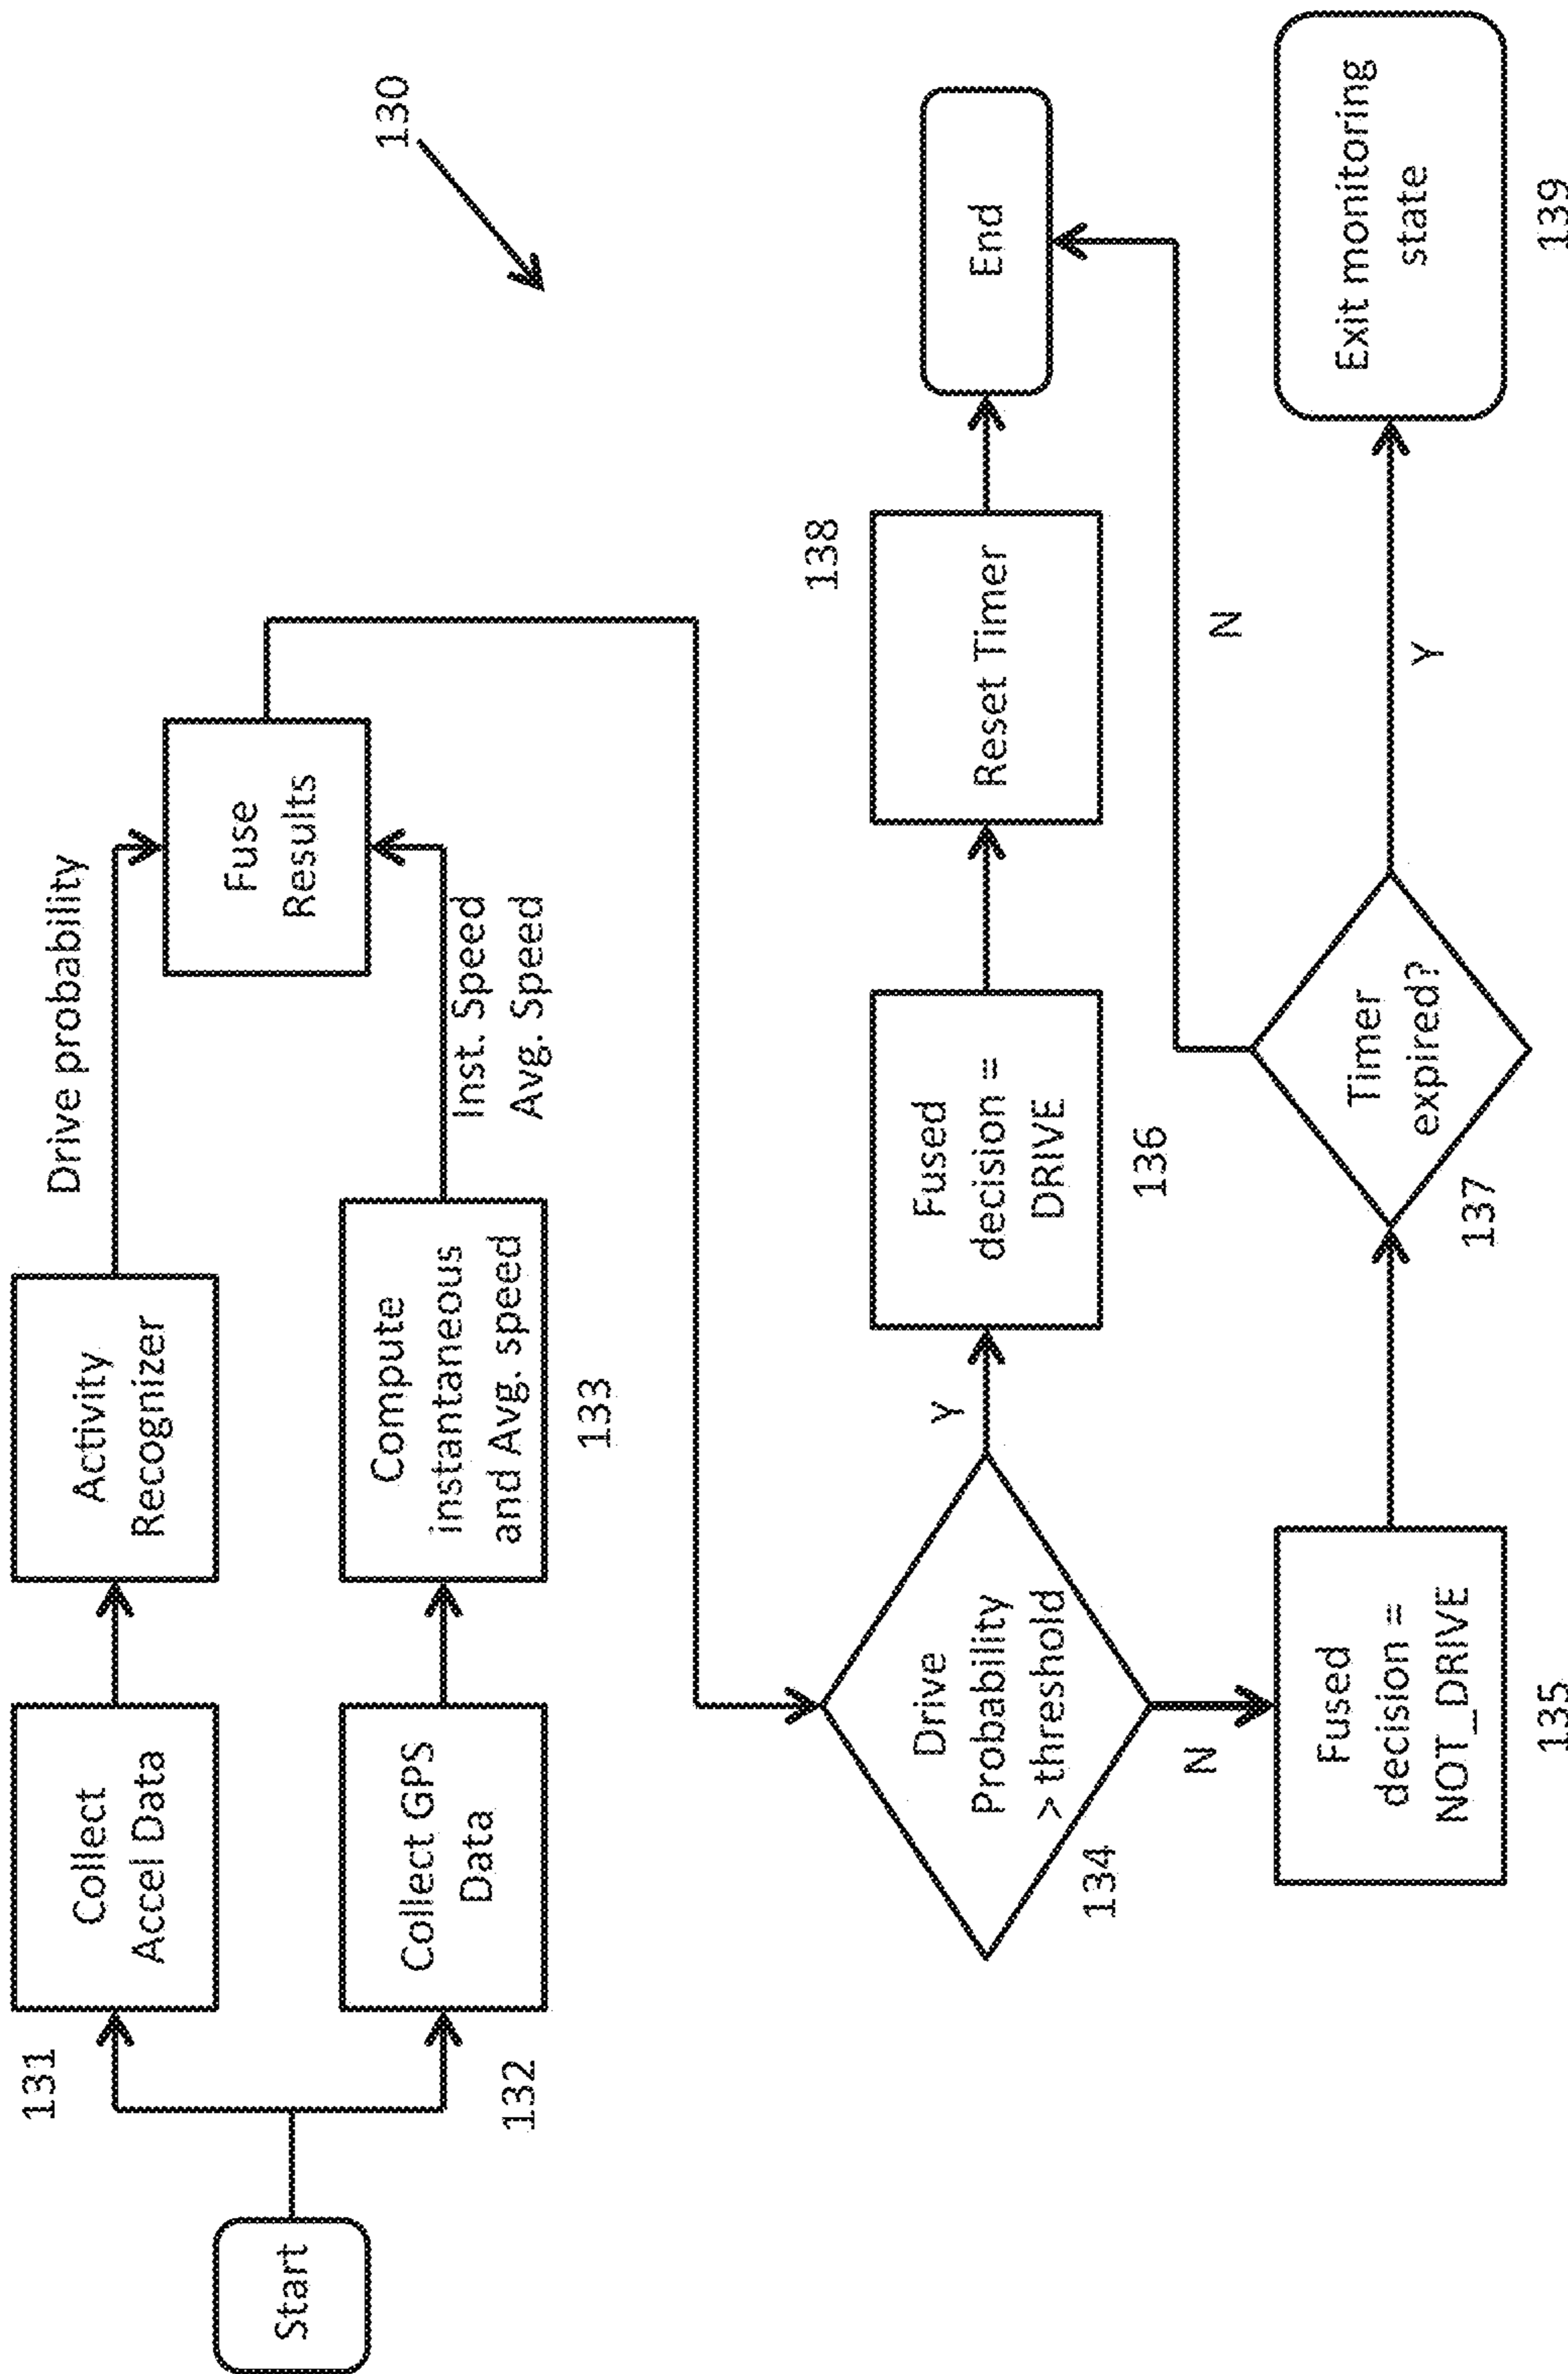 130
Start
131
Collect
Accel Data
Activity
Recognizer
Drive probability
132
Collect GPS
Data
Compute
instantaneous
and Avg. speed
133
Inst. Speed
Avg. Speed
Fuse
Results
Drive
Probability
> threshold
134
Y
Fused
decision =
DRIVE
136
Reset Timer
138
End
N
Fused
decision =
NOT_DRIVE
135
Timer
expired?
137
N
Y
Exit monitoring
state
139